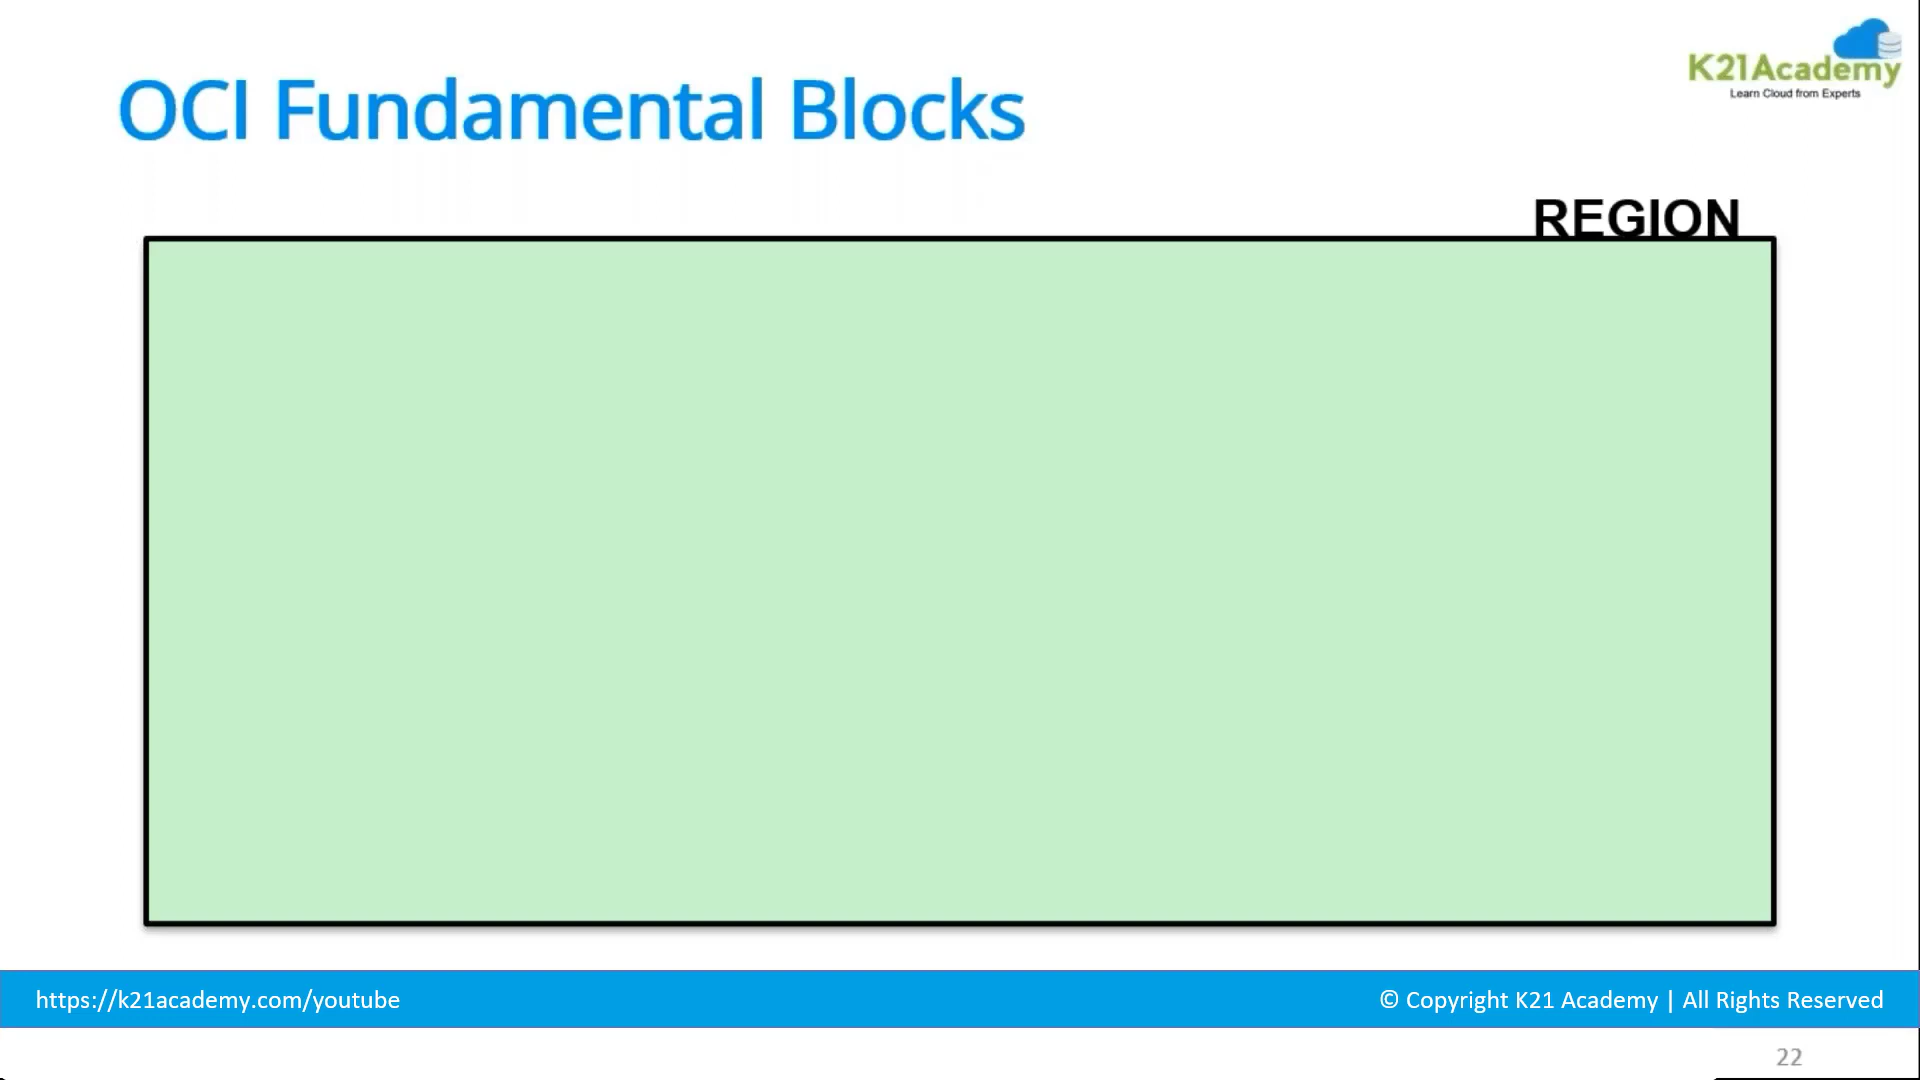 K21Academy
Learn Cloud from Experts
OCI Fundamental Blocks
REGION
https://k21academy.com/youtube
© Copyright K21 Academy | All Rights Reserved
22